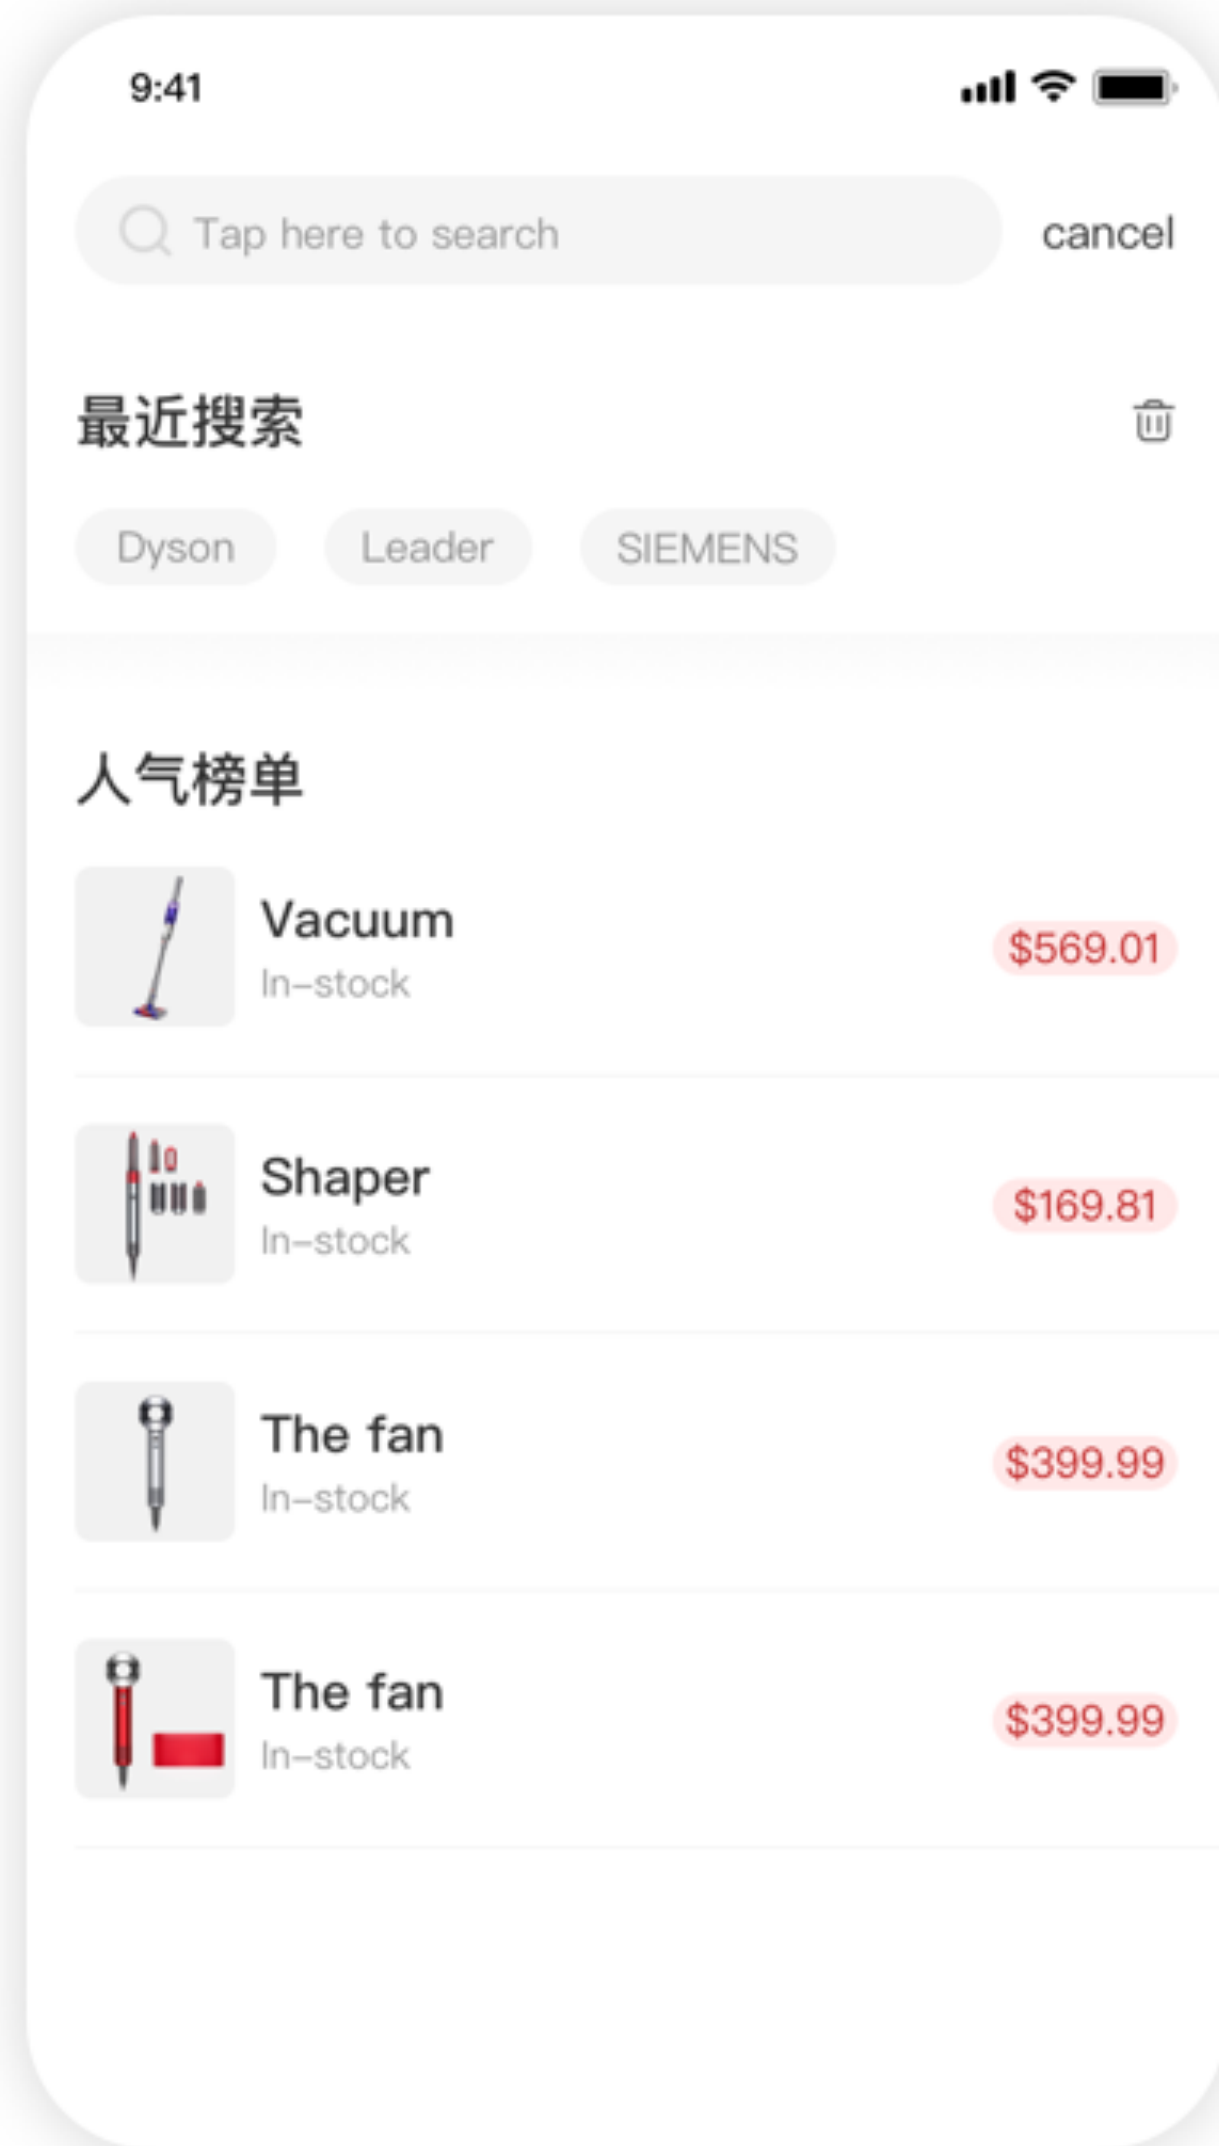 9:41
Tap here to search
cancel
最近搜索
Dyson Leader SIEMENS
人气榜单
Vacuum
In-stock
$569.01
Shaper
In-stock
$169.81
The fan
In-stock
$399.99
The fan
In-stock
$399.99